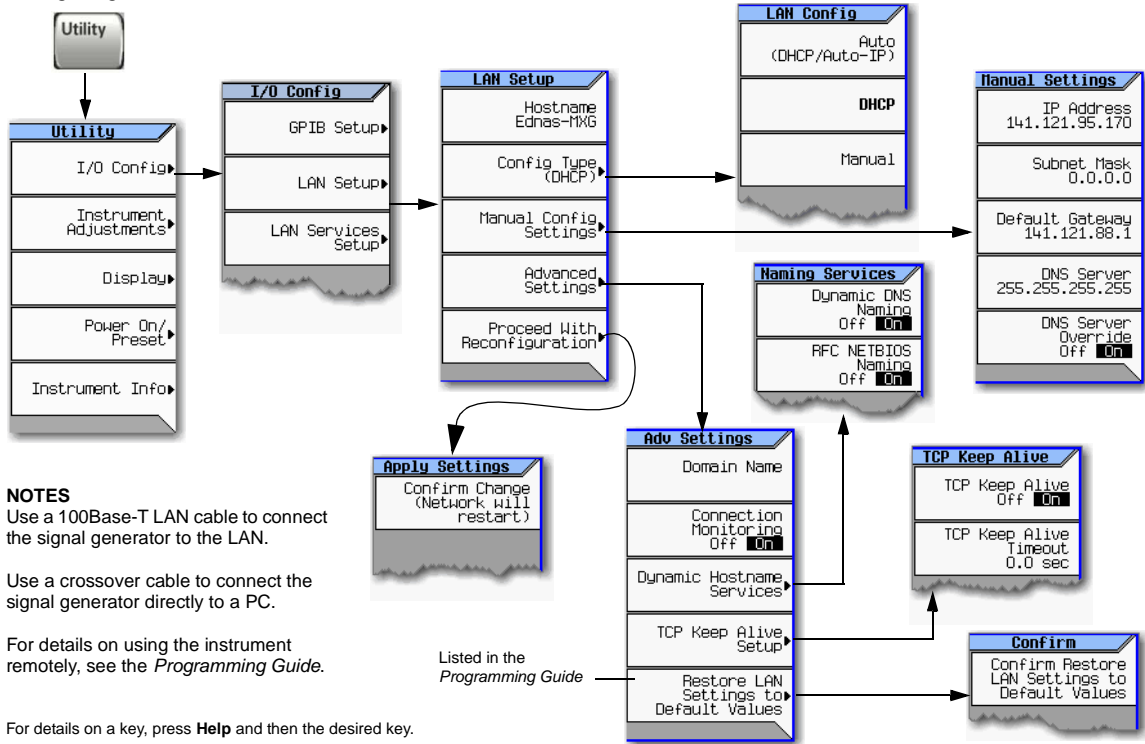 Utility
Utility
I/O Config
Instrument
Adjustments
Display
Power On/
Preset
Instrument Info
I/O Config
GPIB Setup
LAN Setup
LAN Services
Setup
LAN Setup
Hostname
Ednas-MXG
Config Type
(DHCP)
Manual Config
Settings
Advanced
Settings
Proceed With
Reconfiguration
LAN Config
Auto
(DHCP/Auto-IP)
DHCP
Manual
Manual Settings
IP Address
141.121.95.170
Subnet Mask
0.0.0.0
Default Gateway
141.121.88.1
DNS Server
255.255.255.255
DNS Server
Override
Off On
Naming Services
Dynamic DNS
Naming
Off On
RFC NETBIOS
Naming
Off On
Apply Settings
Confirm Change
(Network will
restart)
Adv Settings
Domain Name
Connection
Monitoring
Off On
Dynamic Hostname
Services
TCP Keep Alive
Setup
Restore LAN
Settings to
Default Values
TCP Keep Alive
TCP Keep Alive
Off On
TCP Keep Alive
Timeout
0.0 sec
Confirm
Confirm Restore
LAN Settings to
Default Values
Listed in the
Programming Guide
NOTES
Use a 100Base-T LAN cable to connect
the signal generator to the LAN.
Use a crossover cable to connect the
signal generator directly to a PC.
For details on using the instrument
remotely, see the Programming Guide.
For details on a key, press Help and then the desired key.